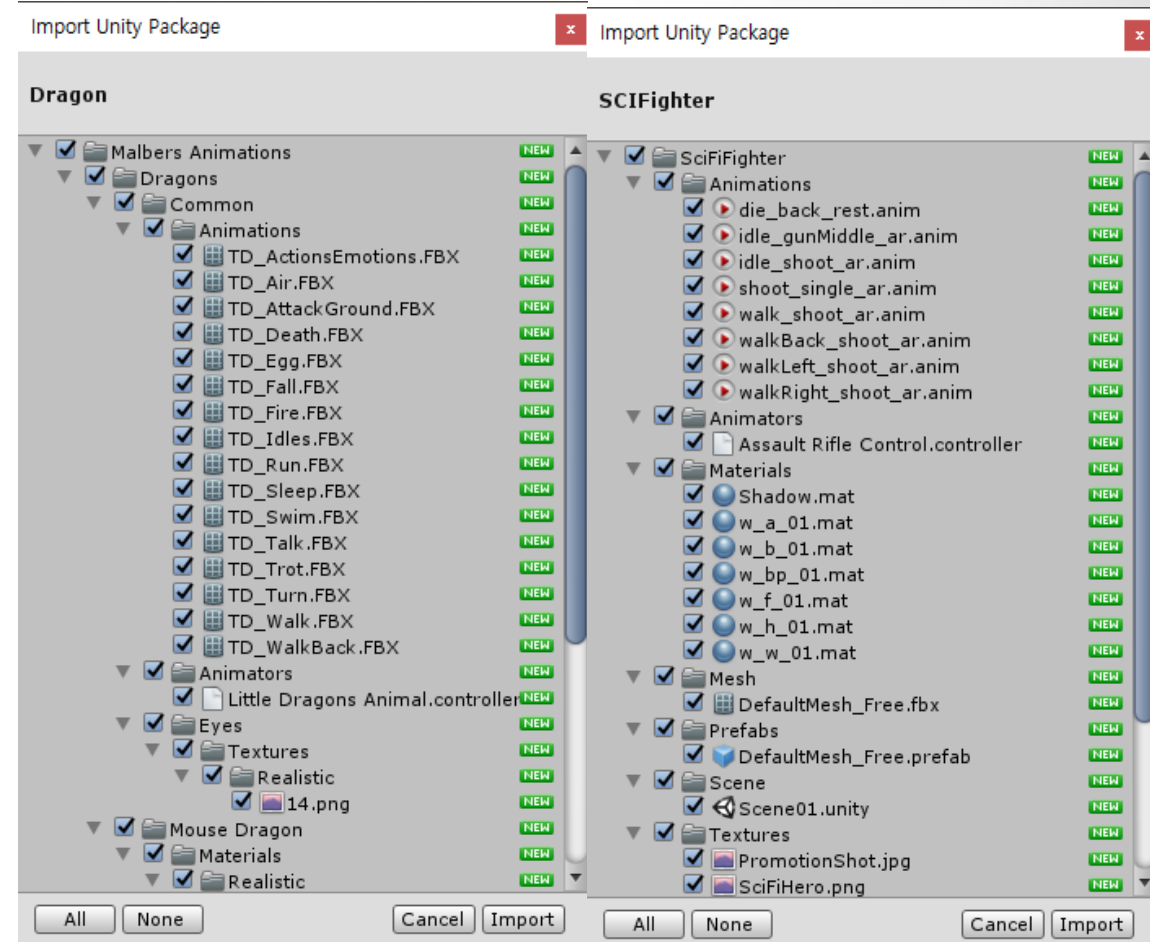 Import Unity Package
x
Dragon
Malbers Animations NEW
Dragons NEW
Common NEW
Animations NEW
TD_ActionsEmotions.FBX NEW
TD_Air.FBX NEW
TD_AttackGround.FBX NEW
TD_Death.FBX NEW
TD_Egg.FBX NEW
TD_Fall.FBX NEW
TD_Fire.FBX NEW
TD_Idles.FBX NEW
TD_Run.FBX NEW
TD_Sleep.FBX NEW
TD_Swim.FBX NEW
TD_Talk.FBX NEW
TD_Trot.FBX NEW
TD_Turn.FBX NEW
TD_Walk.FBX NEW
TD_WalkBack.FBX NEW
Animators NEW
Little Dragons Animal.controller NEW
Eyes NEW
Textures NEW
Realistic NEW
14.png NEW
Mouse Dragon NEW
Materials NEW
Realistic NEW
All None Cancel Import
Import Unity Package
x
SCIFighter
SciFiFighter NEW
Animations NEW
die_back_rest.anim NEW
idle_gunMiddle_ar.anim NEW
idle_shoot_ar.anim NEW
shoot_single_ar.anim NEW
walk_shoot_ar.anim NEW
walkBack_shoot_ar.anim NEW
walkLeft_shoot_ar.anim NEW
walkRight_shoot_ar.anim NEW
Animators NEW
Assault Rifle Control.controller NEW
Materials NEW
Shadow.mat NEW
w_a_01.mat NEW
w_b_01.mat NEW
w_bp_01.mat NEW
w_f_01.mat NEW
w_h_01.mat NEW
w_w_01.mat NEW
Mesh NEW
DefaultMesh_Free.fbx NEW
Prefabs NEW
DefaultMesh_Free.prefab NEW
Scene NEW
Scene01.unity NEW
Textures NEW
PromotionShot.jpg NEW
SciFiHero.png NEW
All None Cancel Import